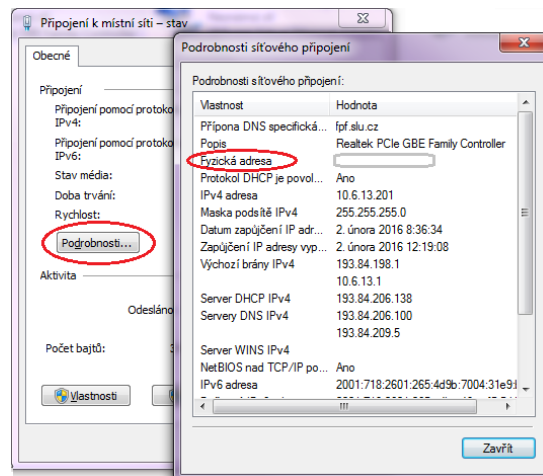 Připojení k místní síti – stav
Obecné
Připojení
Připojení pomocí protoko
IPv4:
Připojení pomocí protoko
IPv6:
Stav média:
Doba trvání:
Rychlost:
Podrobnosti...
Aktivita
Odesláno
Počet bajtů:
Vlastnosti
Podrobnosti síťového připojení
Podrobnosti síťového připojení:
Vlastnost Hodnota
Přípona DNS specifická... fpf.slu.cz
Popis Realtek PCIe GBE Family Controller
Fyzická adresa
Protokol DHCP je povol... Ano
IPv4 adresa 10.6.13.201
Maska podsítě IPv4 255.255.255.0
Datum zapůjčení IP adr... 2. února 2016 8:36:34
Zapůjčení IP adresy vyp... 2. února 2016 12:19:08
Výchozí brány IPv4 193.84.198.1
10.6.13.1
Server DHCP IPv4 193.84.206.138
Servery DNS IPv4 193.84.206.100
193.84.209.5
Server WINS IPv4
NetBIOS nad TCP/IP po... Ano
IPv6 adresa 2001:718:2601:265:4d9b:7004:31e9:
Zavřít